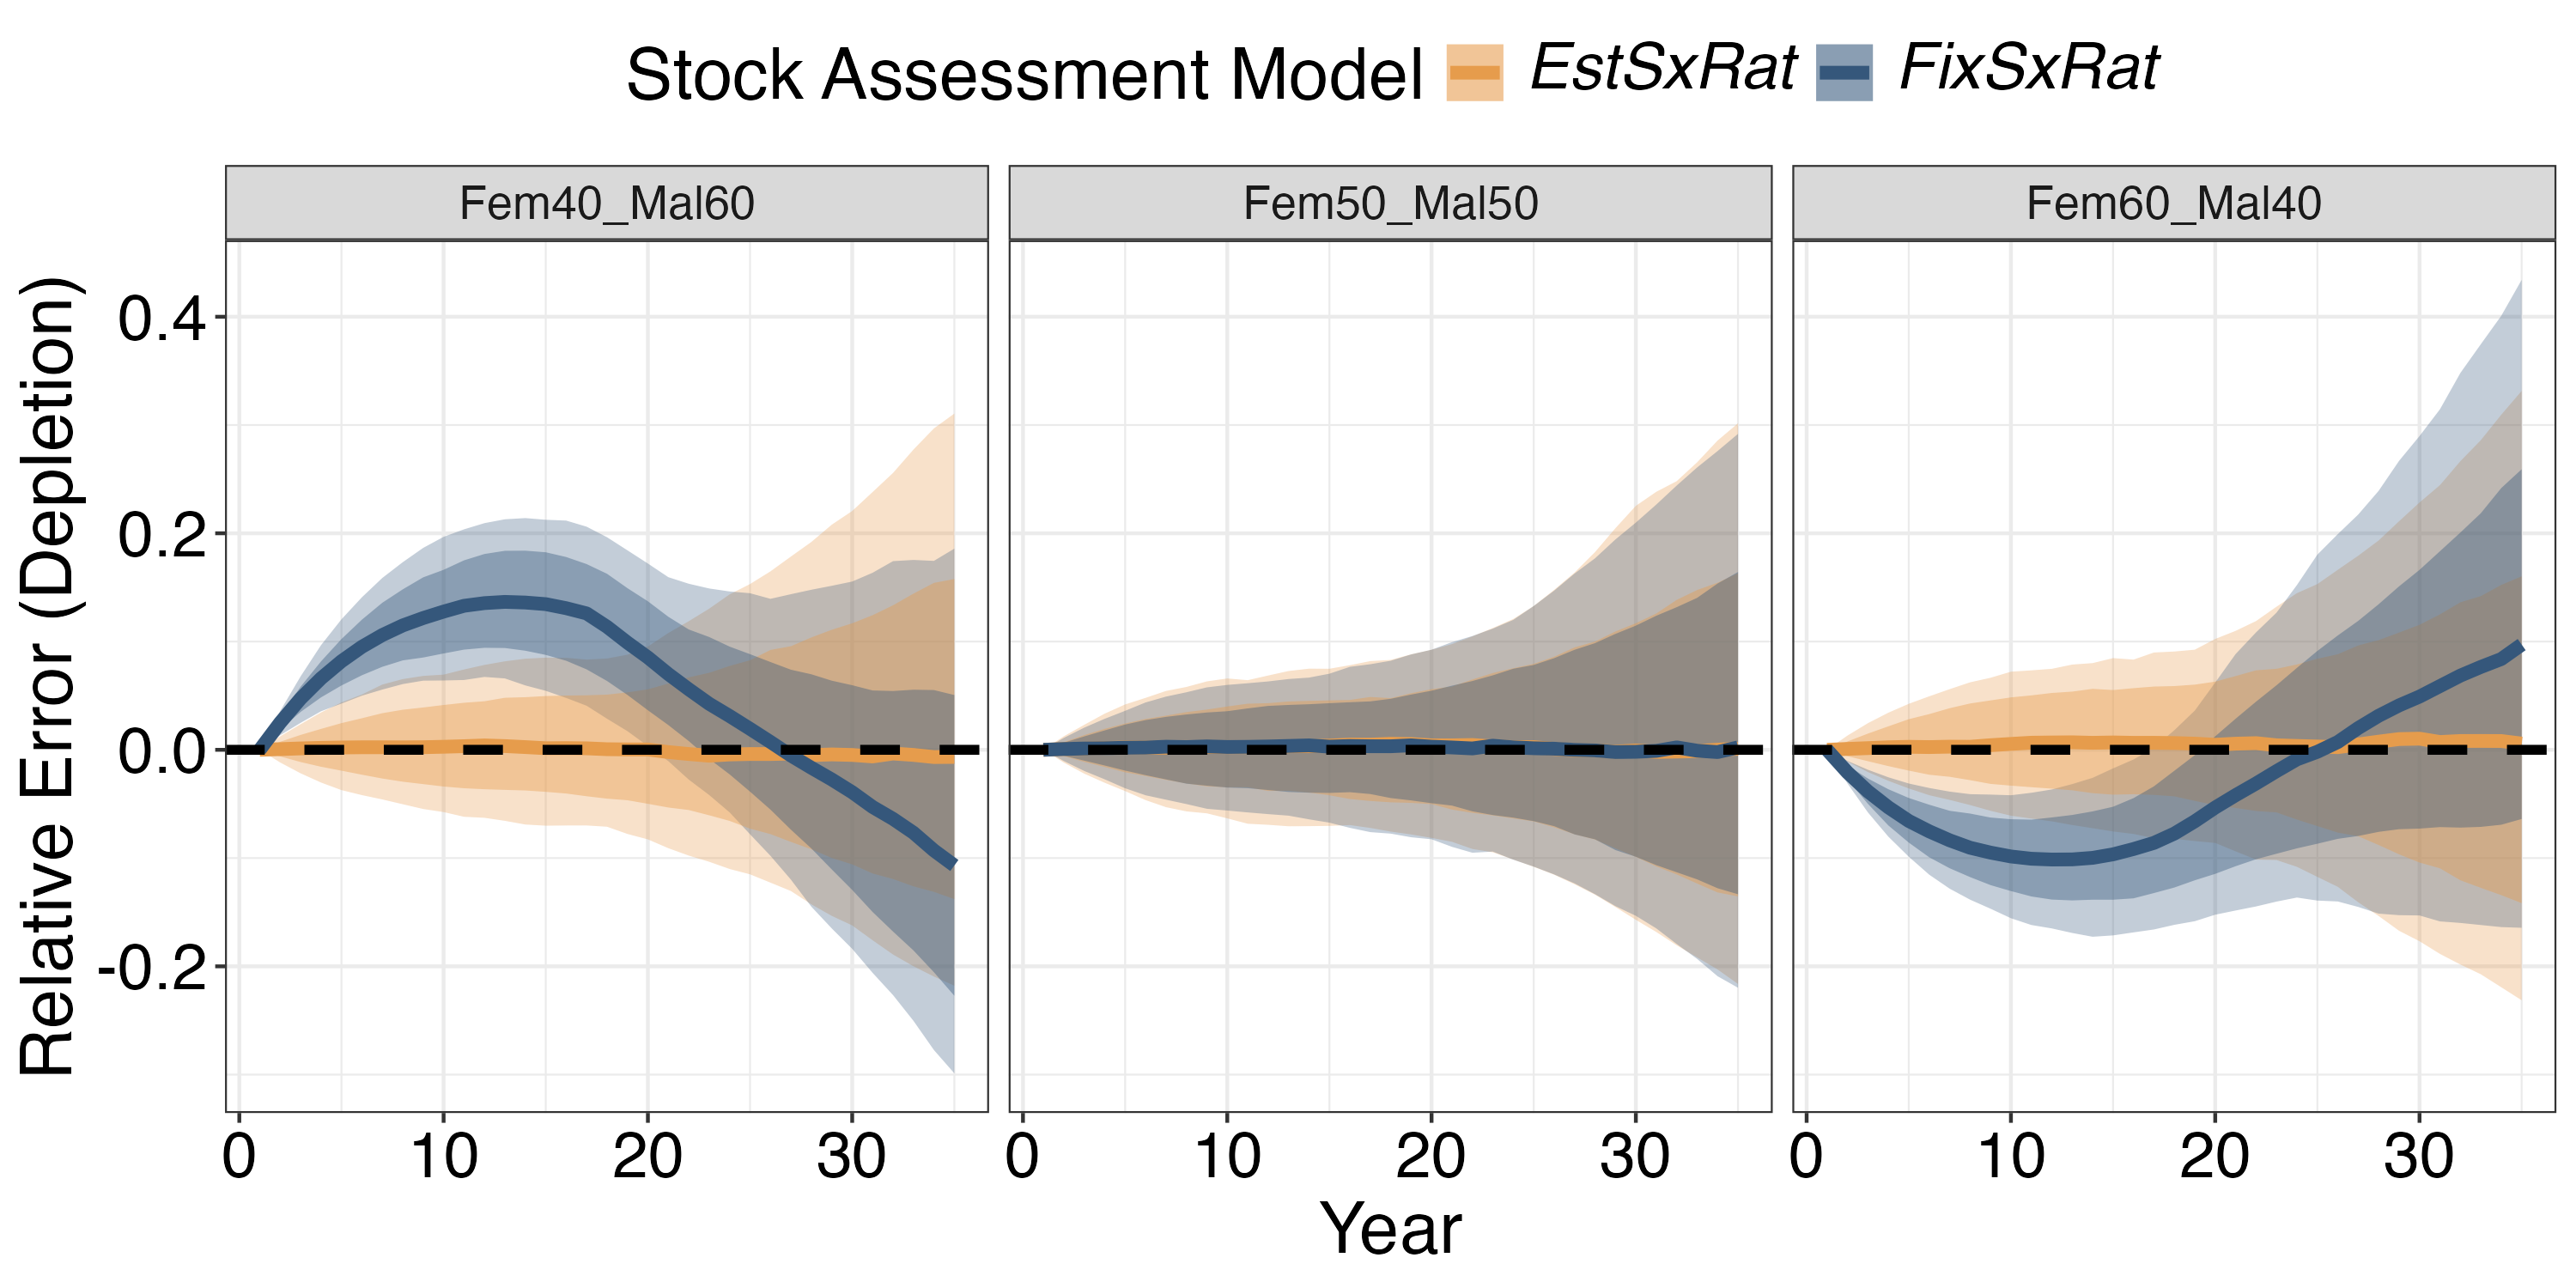 Stock Assessment Model EstSxRat FixSxRat
Fem40_Mal60 Fem50_Mal50 Fem60_Mal40
Relative Error (Depletion)
0.4
0.2
0.0
-0.2
0 10 20 30 0 10 20 30 0 10 20 30
Year